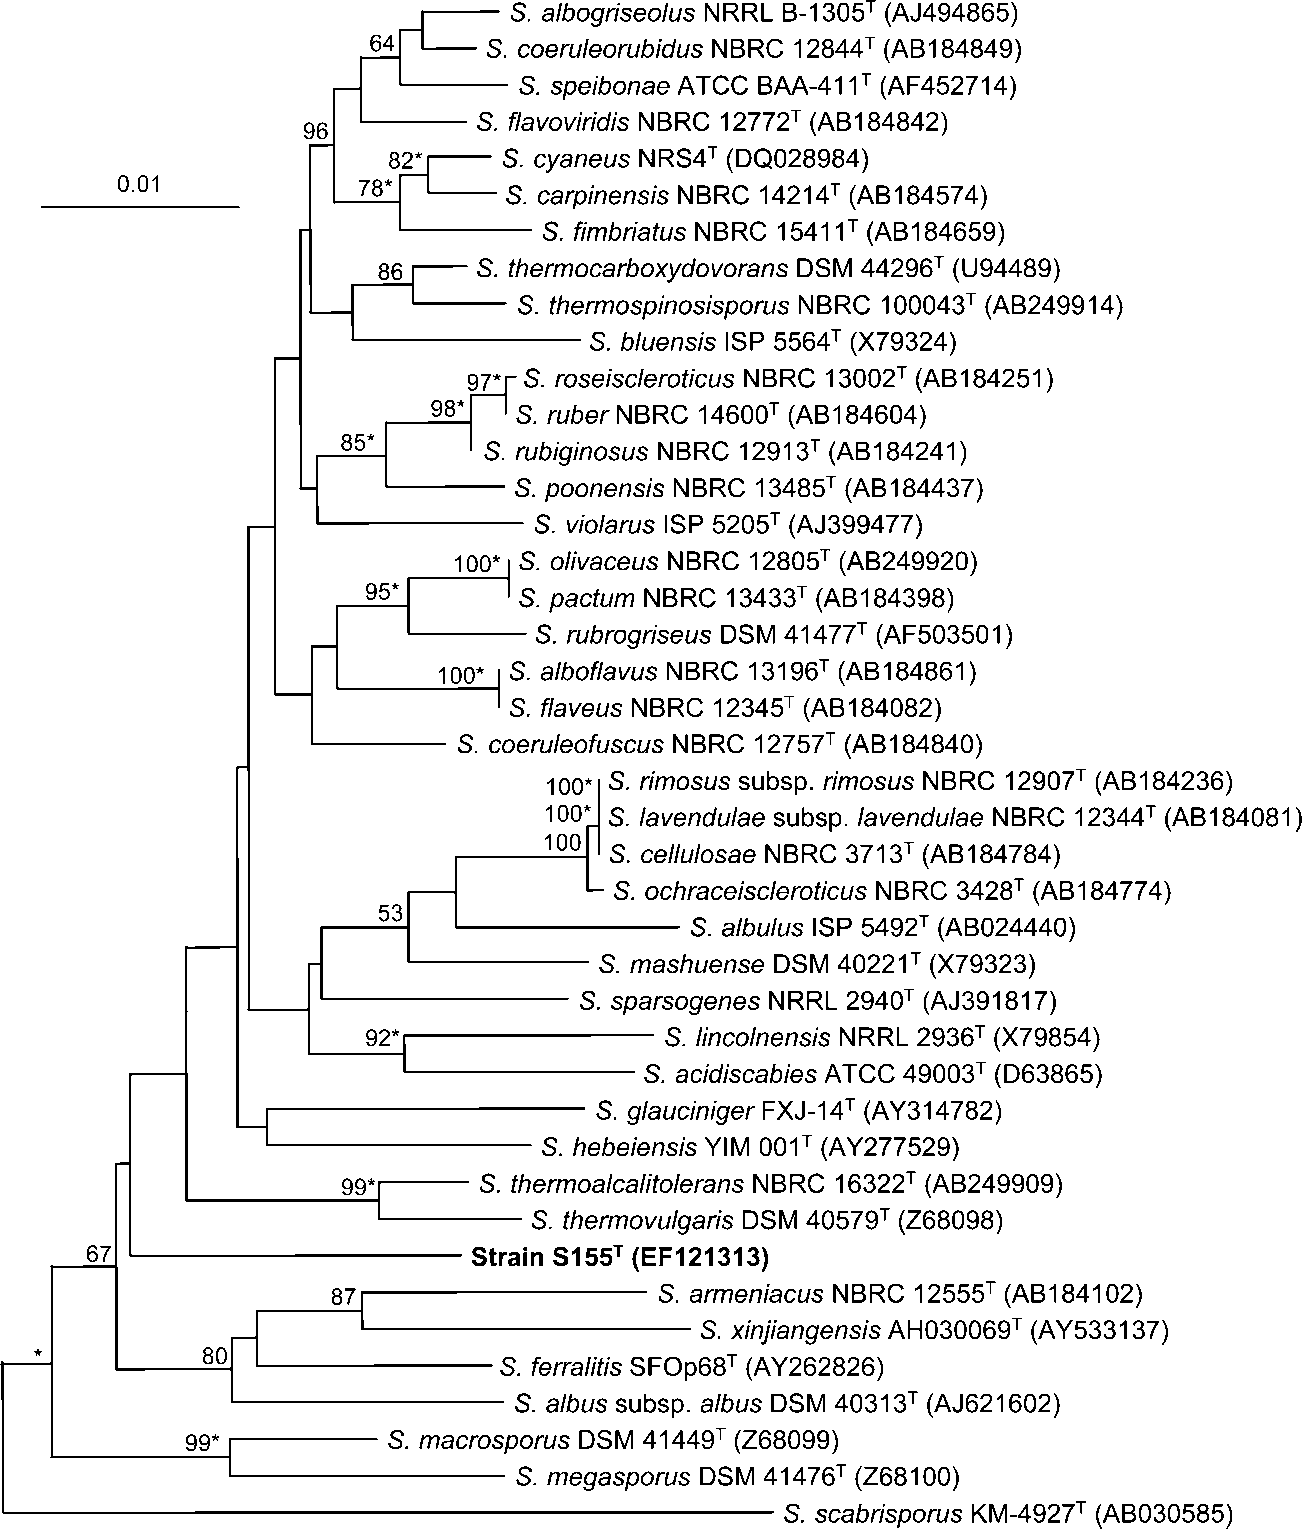 S. albogriseolus NRRL B-1305T (AJ494865)
64
S. coeruleorubidus NBRC 12844T (AB184849)
S. speibonae ATCC BAA-411T (AF452714)
S. flavoviridis NBRC 12772T (AB184842)
96
82*
S. cyaneus NRS4T (DQ028984)
0.01
78*
S. carpinensis NBRC 14214T (AB184574)
S. fimbriatus NBRC 15411T (AB184659)
86
S. thermocarboxydovorans DSM 44296T (U94489)
S. thermospinosisporus NBRC 100043T (AB249914)
S. bluensis ISP 5564T (X79324)
97*
S. roseiscleroticus NBRC 13002T (AB184251)
98*
S. ruber NBRC 14600T (AB184604)
85*
S. rubiginosus NBRC 12913T (AB184241)
S. poonensis NBRC 13485T (AB184437)
S. violarus ISP 5205T (AJ399477)
100*
S. olivaceus NBRC 12805T (AB249920)
95*
S. pactum NBRC 13433T (AB184398)
S. rubrogriseus DSM 41477T (AF503501)
100*
S. alboflavus NBRC 13196T (AB184861)
S. flaveus NBRC 12345T (AB184082)
S. coeruleofuscus NBRC 12757T (AB184840)
100*
S. rimosus subsp. rimosus NBRC 12907T (AB184236)
100*
S. lavendulae subsp. lavendulae NBRC 12344T (AB184081)
100
S. cellulosae NBRC 3713T (AB184784)
S. ochraceiscleroticus NBRC 3428T (AB184774)
53
S. albulus ISP 5492T (AB024440)
S. mashuense DSM 40221T (X79323)
S. sparsogenes NRRL 2940T (AJ391817)
92*
S. lincolnensis NRRL 2936T (X79854)
S. acidiscabies ATCC 49003T (D63865)
S. glauciniger FXJ-14T (AY314782)
S. hebeiensis YIM 001T (AY277529)
99*
S. thermoalcalitolerans NBRC 16322T (AB249909)
S. thermovulgaris DSM 40579T (Z68098)
67
Strain S155T (EF121313)
87
S. armeniacus NBRC 12555T (AB184102)
S. xinjiangensis AH030069T (AY533137)
*
80
S. ferralitis SFOp68T (AY262826)
S. albus subsp. albus DSM 40313T (AJ621602)
99*
S. macrosporus DSM 41449T (Z68099)
S. megasporus DSM 41476T (Z68100)
S. scabrisporus KM-4927T (AB030585)